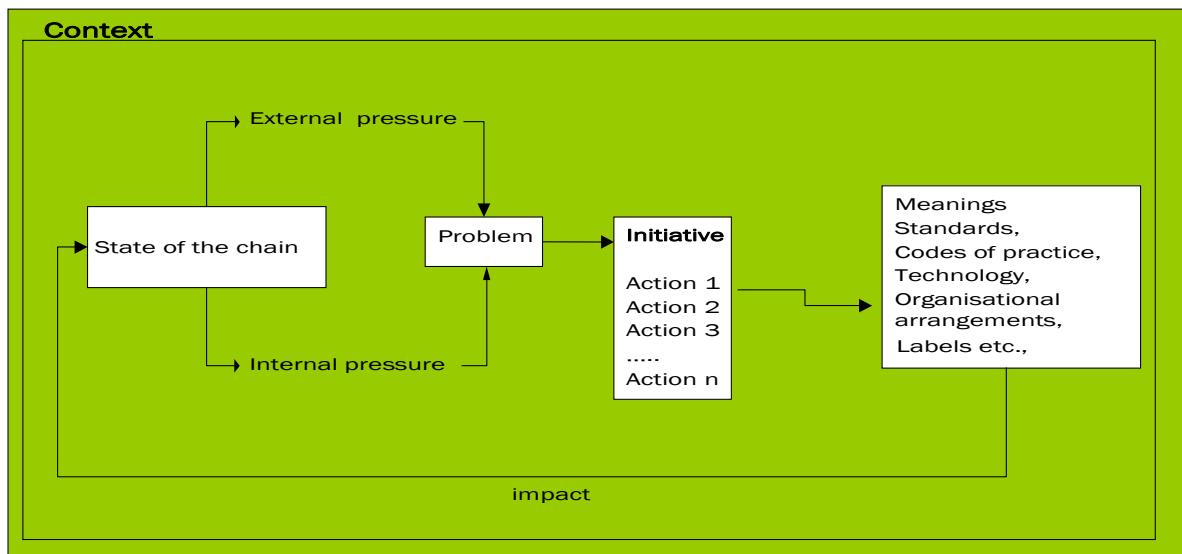 Context
External pressure
State of the chain
Internal pressure
Problem
Initiative
Action 1
Action 2
Action 3
.....
Action n
Meanings
Standards,
Codes of practice,
Technology,
Organisational
arrangements,
Labels etc.,
impact